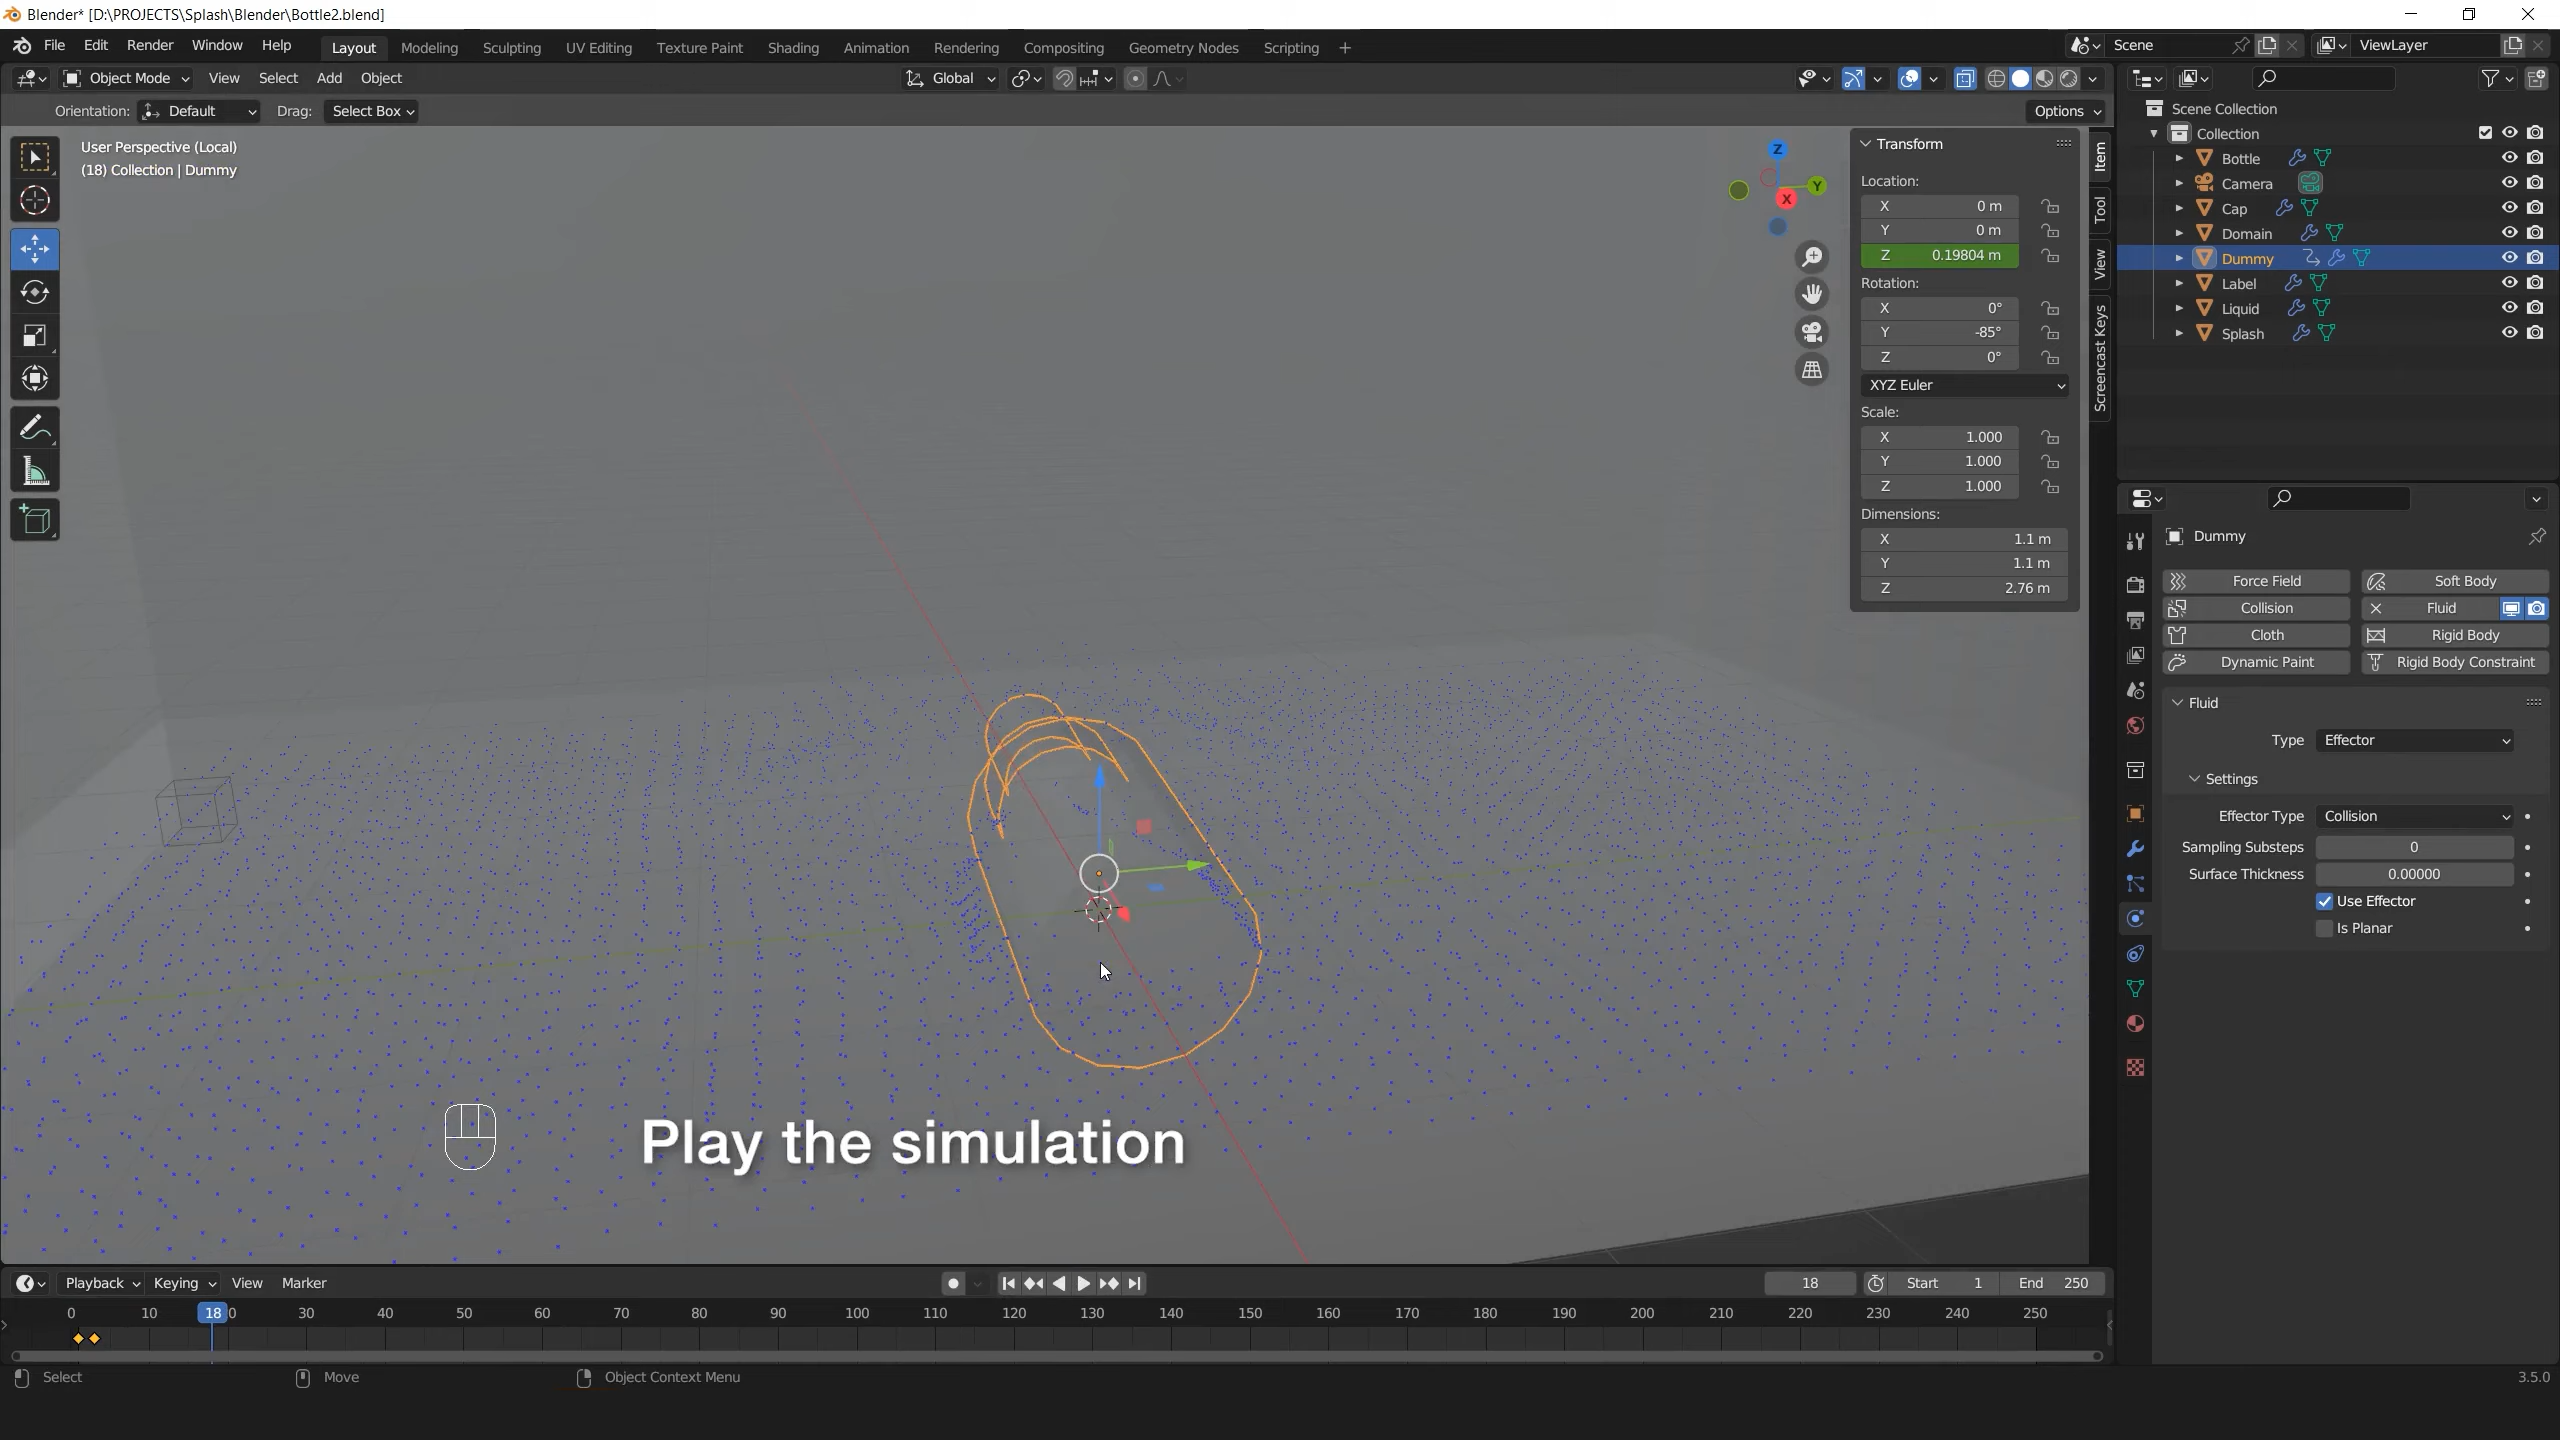 Blender* [D:\PROJECTS\Splash\Blender\Bottle2.blend]
File Edit Render Window Help Layout Modeling Sculpting UV Editing Texture Paint Shading Animation Rendering Compositing Geometry Nodes Scripting + Scene ViewLayer
Object Mode View Select Add Object Global
Orientation: Default Drag: Select Box Options
User Perspective (Local)
(18) Collection | Dummy
Z
Y
X
Transform
Location:
X 0 m
Y 0 m
Z 0.19804 m
Rotation:
X 0°
Y -85°
Z 0°
XYZ Euler
Scale:
X 1.000
Y 1.000
Z 1.000
Dimensions:
X 1.1 m
Y 1.1 m
Z 2.76 m
Item
Tool
View
Screencast Keys
Scene Collection
Collection
Bottle
Camera
Cap
Domain
Dummy
Label
Liquid
Splash
Dummy
Force Field Soft Body
Collision Fluid
Cloth Rigid Body
Dynamic Paint Rigid Body Constraint
Fluid
Type Effector
Settings
Effector Type Collision
Sampling Substeps 0
Surface Thickness 0.00000
Use Effector
Is Planar
Play the simulation
Playback Keying View Marker 18 Start 1 End 250
0 10 18 0 30 40 50 60 70 80 90 100 110 120 130 140 150 160 170 180 190 200 210 220 230 240 250
Select Move Object Context Menu 3.5.0